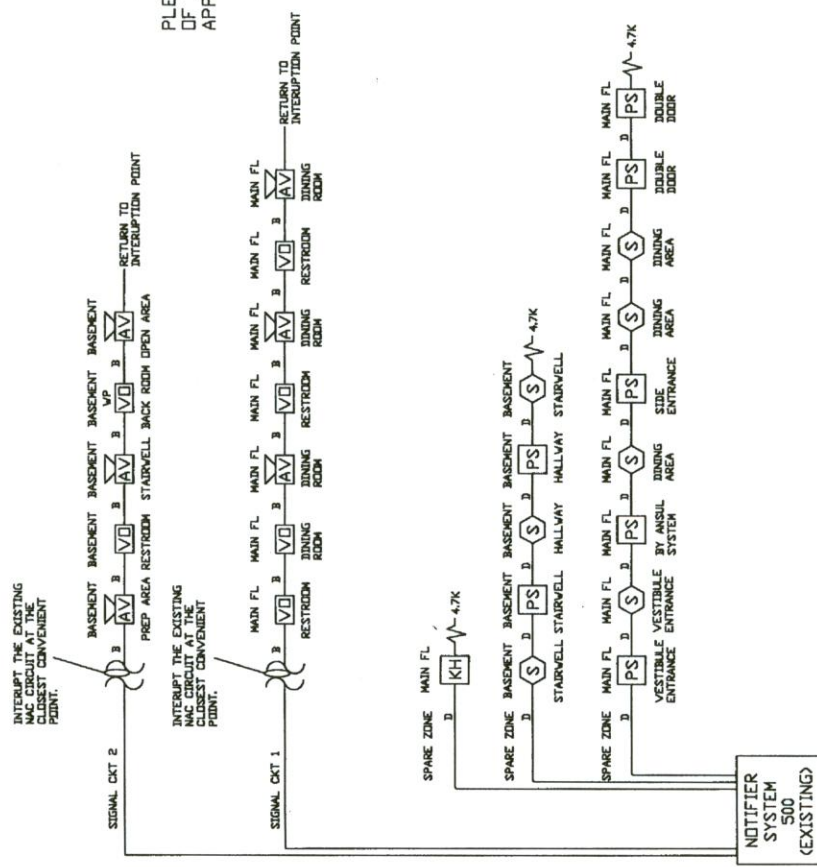 PLE
OF
APF
INTERUPT THE EXISTING
NAC CIRCUIT AT THE
CLOSEST CONVENIENT
POINT.
SIGNAL CKT 2
BASEMENT BASEMENT BASEMENT BASEMENT BASEMENT
WP
B AV B VO B AV B VO B AV
PREP AREA RESTROOM STAIRWELL BACK ROOM OPEN AREA
RETURN TO
INTERUPTION POINT
INTERUPT THE EXISTING
NAC CIRCUIT AT THE
CLOSEST CONVENIENT
POINT.
SIGNAL CKT 1
MAIN FL MAIN FL MAIN FL MAIN FL MAIN FL MAIN FL MAIN FL
B VO B VO B AV B VO B AV B VO B AV
RESTROOM DINING ROOM DINING ROOM RESTROOM DINING ROOM RESTROOM DINING ROOM
RETURN TO
INTERUPTION POINT
SPARE ZONE MAIN FL
D KH 4.7K
SPARE ZONE BASEMENT BASEMENT BASEMENT BASEMENT BASEMENT
D S D PS D S D PS D S 4.7K
STAIRWELL STAIRWELL HALLWAY HALLWAY STAIRWELL
SPARE ZONE MAIN FL MAIN FL MAIN FL MAIN FL MAIN FL MAIN FL MAIN FL MAIN FL MAIN FL
D PS D S D PS D S D PS D S D S D PS D PS 4.7K
VESTIBULE ENTRANCE VESTIBULE ENTRANCE BY ANSUL SYSTEM DINING AREA SIDE ENTRANCE DINING AREA DINING AREA DOUBLE DOOR DOUBLE DOOR
NOTIFIER
SYSTEM
500
(EXISTING)